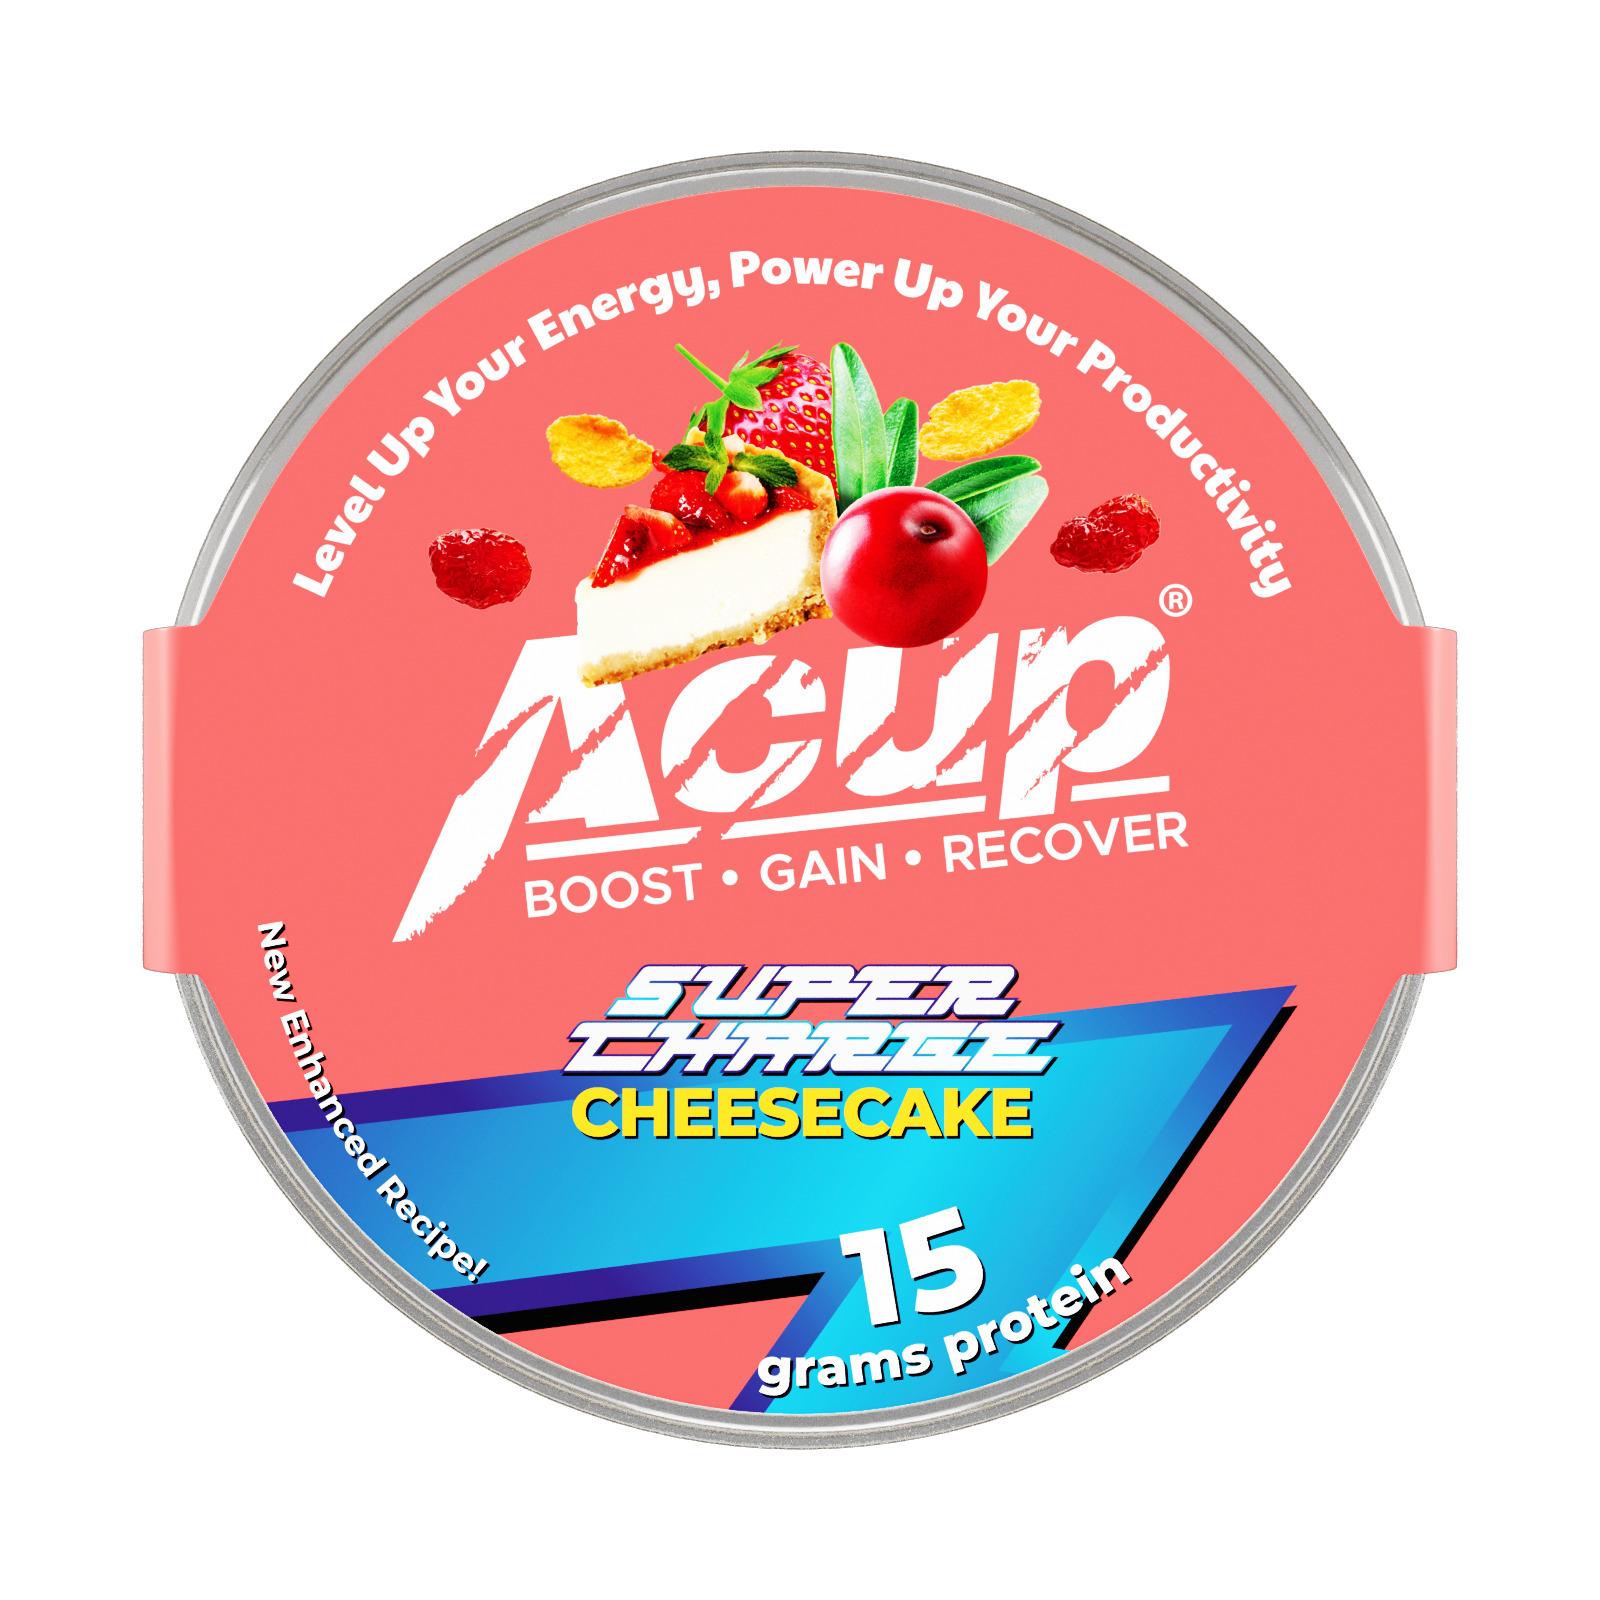 Level Up Your Energy, Power Up Your Productivity
Acup®
BOOST • GAIN • RECOVER
SUPER
CHARGE
CHEESECAKE
New Enhanced Recipe!
15
grams protein